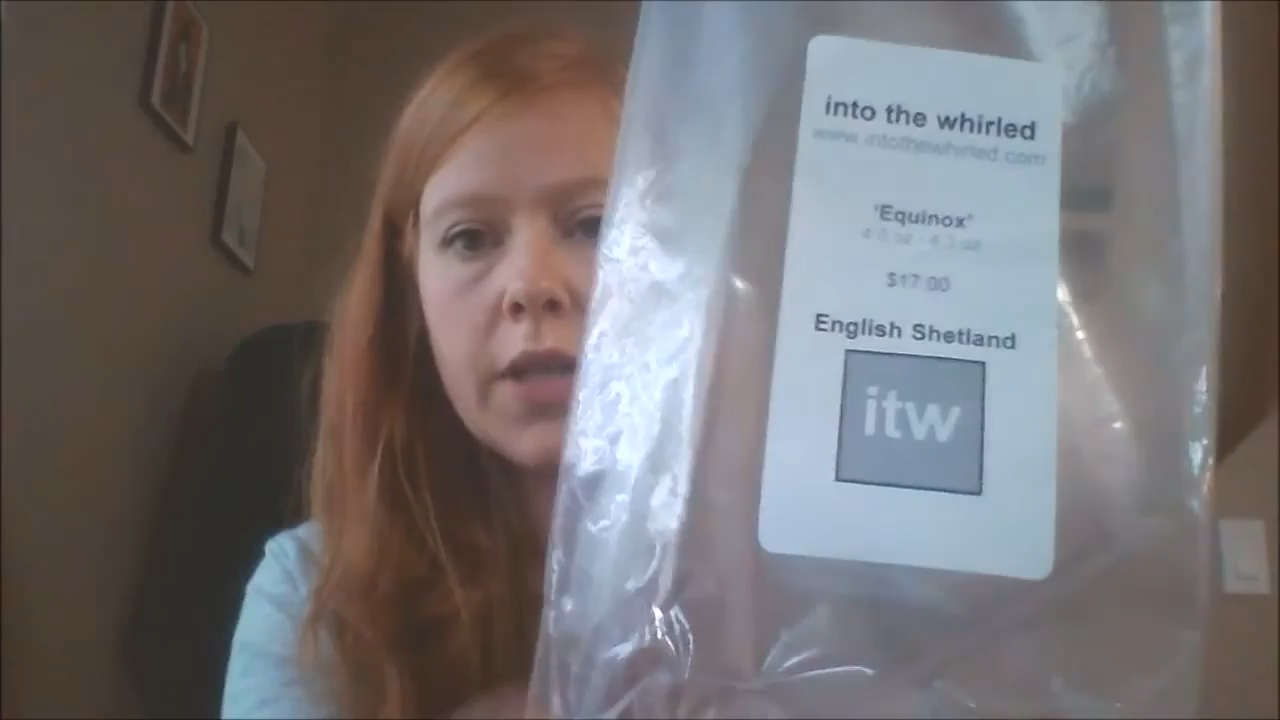 into the whirled
www.intothewhirled.com
'Equinox'
$17.00
English Shetland
itw